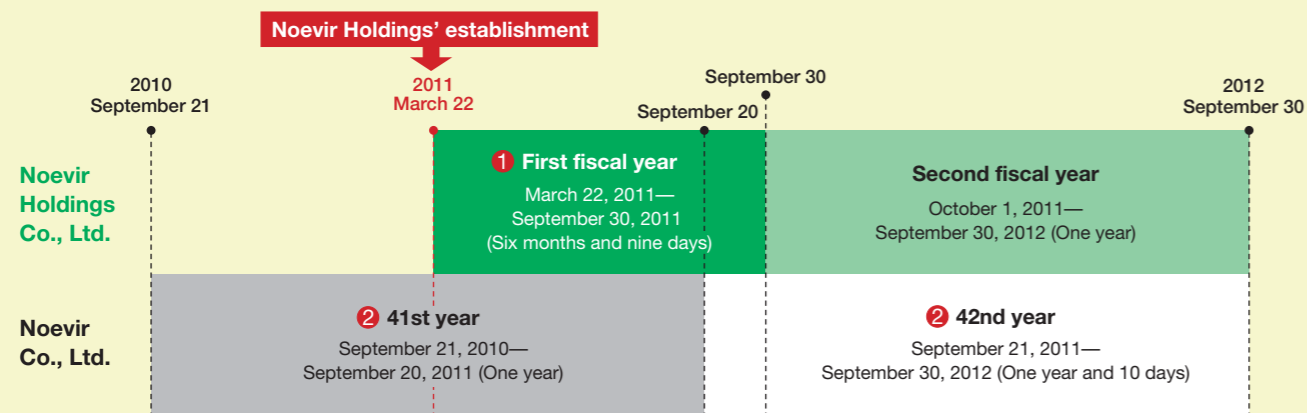 Noevir Holdings’ establishment
2010
September 21
2011
March 22
September 20
September 30
2012
September 30
Noevir
Holdings
Co., Ltd.
1 First fiscal year
March 22, 2011—
September 30, 2011
(Six months and nine days)
Second fiscal year
October 1, 2011—
September 30, 2012 (One year)
Noevir
Co., Ltd.
2 41st year
September 21, 2010—
September 20, 2011 (One year)
2 42nd year
September 21, 2011—
September 30, 2012 (One year and 10 days)